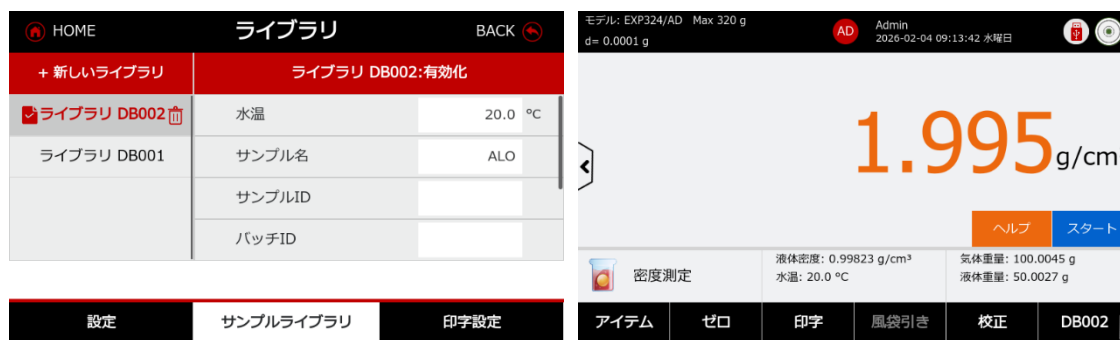 HOME
ライブラリ
BACK
+ 新しいライブラリ
ライブラリ DB002:有効化
ライブラリ DB002
水温
20.0 ℃
ライブラリ DB001
サンプル名
ALO
サンプルID
バッチID
設定
サンプルライブラリ
印字設定
モデル: EXP324/AD Max 320 g
d= 0.0001 g
AD
Admin
2026-02-04 09:13:42 水曜日
1.995 g/cm
ヘルプ
スタート
密度測定
液体密度: 0.99823 g/cm³
水温: 20.0 ℃
気体重量: 100.0045 g
液体重量: 50.0027 g
アイテム
ゼロ
印字
風袋引き
校正
DB002